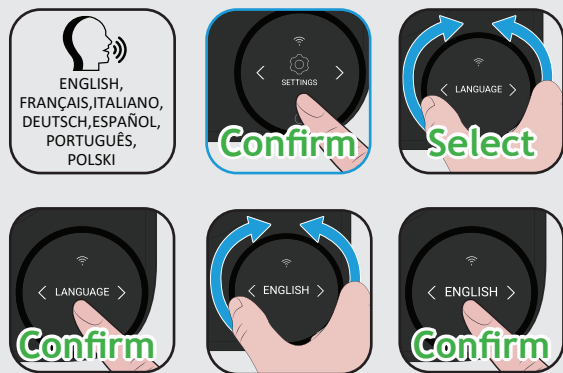 ENGLISH,
FRANÇAIS,ITALIANO,
DEUTSCH,ESPAÑOL,
PORTUGUÊS,
POLSKI
SETTINGS
Confirm
LANGUAGE
Select
LANGUAGE
Confirm
ENGLISH
ENGLISH
Confirm